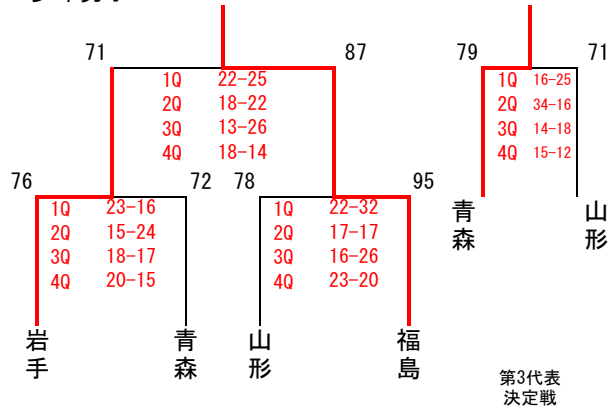 71 87
1Q 22-25
2Q 18-22
3Q 13-26
4Q 18-14
79 71
1Q 16-25
2Q 34-16
3Q 14-18
4Q 15-12
青森 山形
76 72
1Q 23-16
2Q 15-24
3Q 18-17
4Q 20-15
78 95
1Q 22-32
2Q 17-17
3Q 16-26
4Q 23-20
岩手 青森 山形 福島
第3代表
決定戦